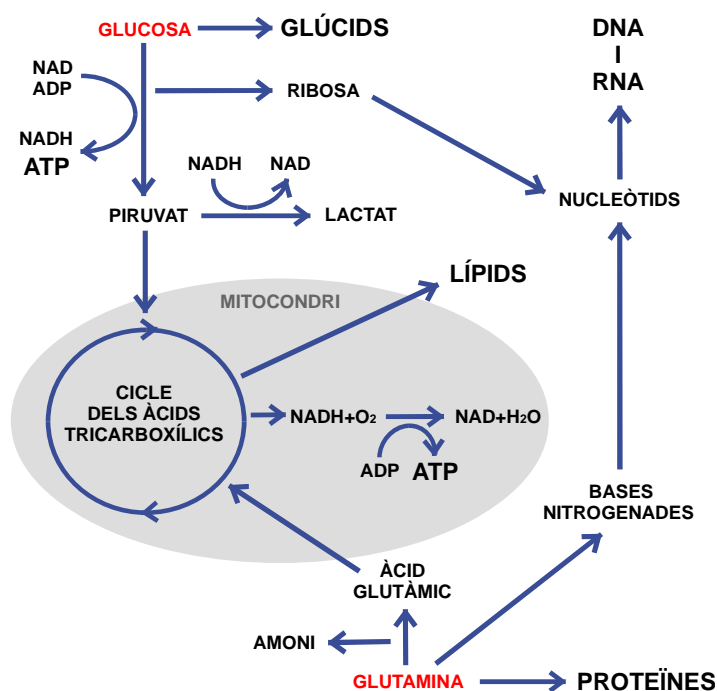 GLUCOSA
GLÚCIDS
DNA
I
RNA
NAD
ADP
RIBOSA
NADH
ATP
NADH
NAD
PIRUVAT
LACTAT
NUCLEÒTIDS
LÍPIDS
MITOCONDRI
CICLE
DELS ÀCIDS
TRICARBOXÍLICS
NADH+O₂
NAD+H₂O
ADP
ATP
BASES
NITROGENADES
ÀCID
GLUTÀMIC
AMONI
GLUTAMINA
PROTEÏNES